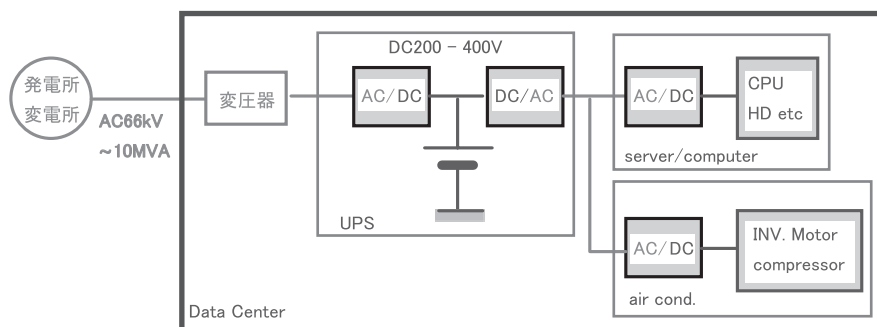 発電所
変電所
AC66kV
~10MVA
変圧器
DC200 - 400V
AC/DC
DC/AC
UPS
AC/DC
CPU
HD etc
server/computer
AC/DC
INV. Motor
compressor
air cond.
Data Center